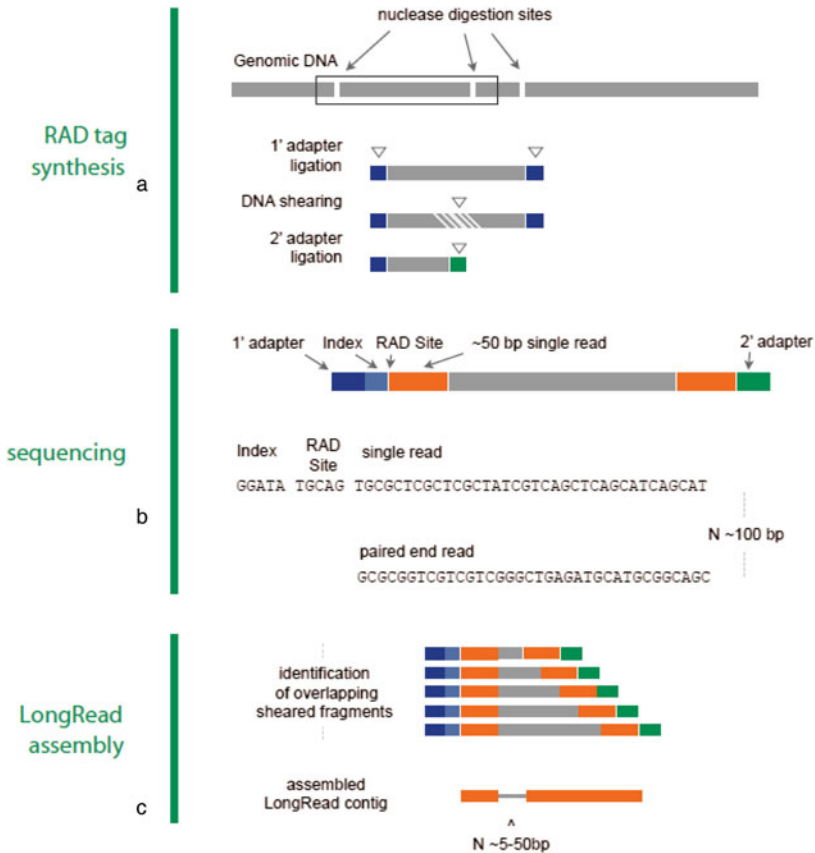 nuclease digestion sites
Genomic DNA
RAD tag
synthesis
a
1' adapter
ligation
DNA shearing
2' adapter
ligation
1' adapter
Index
RAD Site
~50 bp single read
2' adapter
sequencing
b
Index
RAD
Site
single read
GGATA TGCAG TGCGCTCGCTCGCTATCGTCAGCTCAGCATCAGCAT
N ~100 bp
paired end read
GCGCGGTCGTCGTCGGGCTGAGATGCATGCGGCAGC
LongRead
assembly
c
identification
of overlapping
sheared fragments
assembled
LongRead contig
^
N ~5-50bp